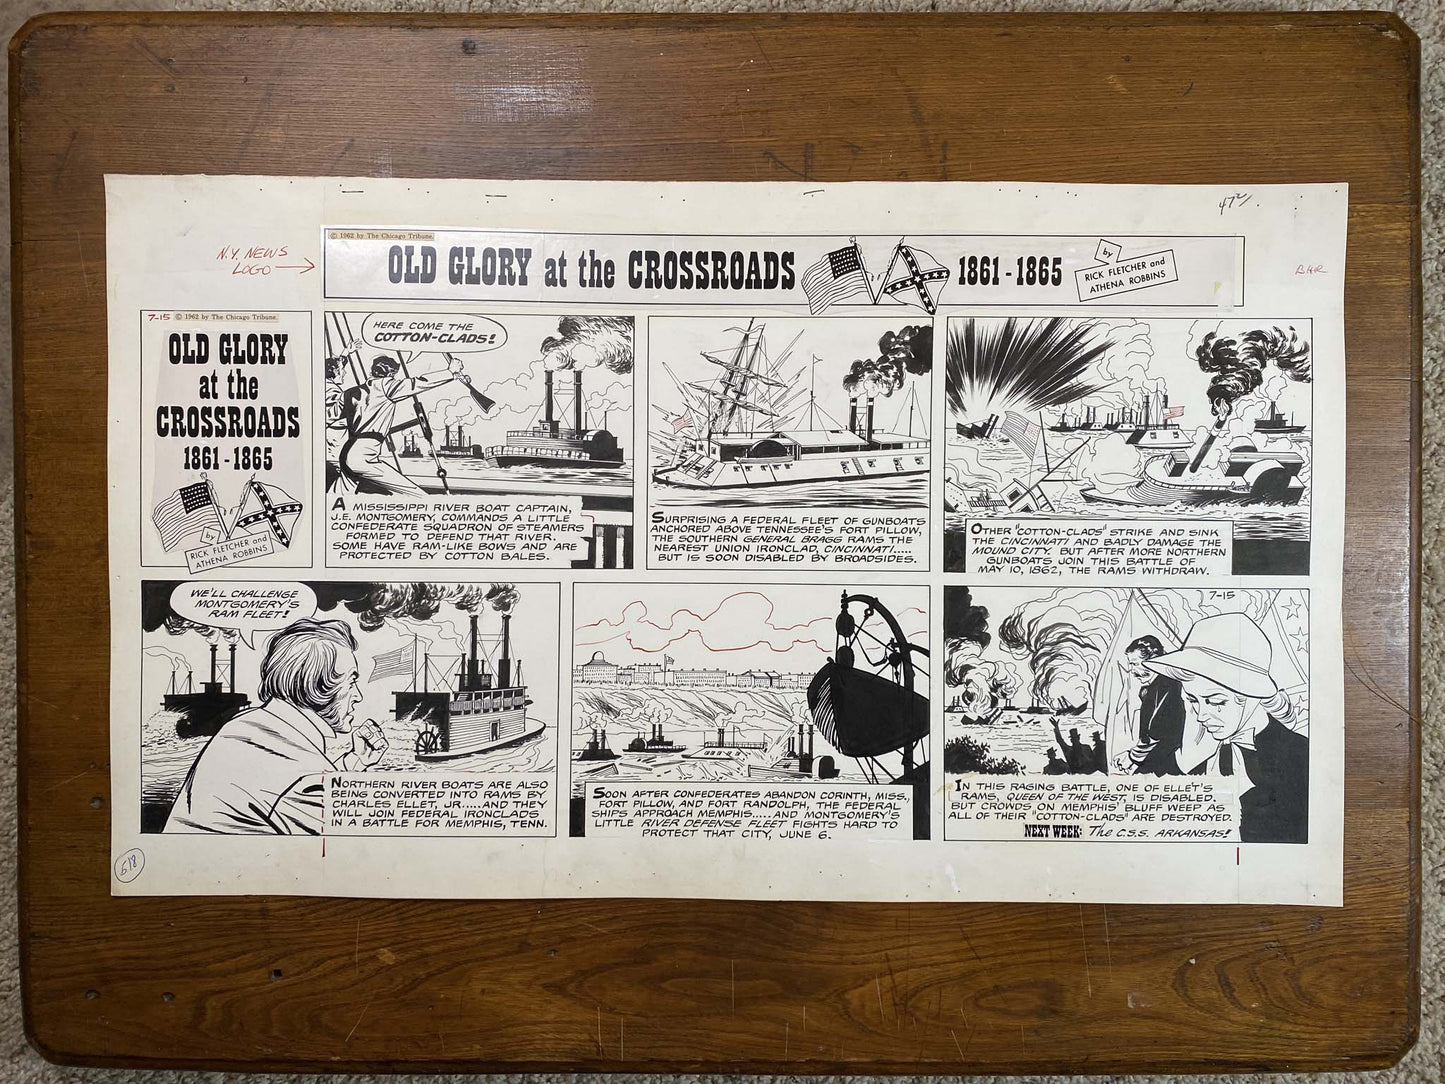 47 2/
N.Y. NEWS
LOGO →
© 1962 by The Chicago Tribune.
OLD GLORY at the CROSSROADS
1861 - 1865
by
RICK FLETCHER and
ATHENA ROBBINS
7-15 © 1962 by The Chicago Tribune.
OLD GLORY
at the
CROSSROADS
1861 - 1865
by
RICK FLETCHER and
ATHENA ROBBINS
HERE COME THE
COTTON-CLADS!
A MISSISSIPPI RIVER BOAT CAPTAIN,
J.E. MONTGOMERY, COMMANDS A LITTLE
CONFEDERATE SQUADRON OF STEAMERS
FORMED TO DEFEND THAT RIVER.
SOME HAVE RAM-LIKE BOWS AND ARE
PROTECTED BY COTTON BALES.
SURPRISING A FEDERAL FLEET OF GUNBOATS
ANCHORED ABOVE TENNESSEE'S FORT PILLOW,
THE SOUTHERN GENERAL BRAGG RAMS THE
NEAREST UNION IRONCLAD, CINCINNATI.....
BUT IS SOON DISABLED BY BROADSIDES.
OTHER "COTTON-CLADS" STRIKE AND SINK
THE CINCINNATI AND BADLY DAMAGE THE
MOUND CITY. BUT AFTER MORE NORTHERN
GUNBOATS JOIN THIS BATTLE OF
MAY 10, 1862, THE RAMS WITHDRAW.
WE'LL CHALLENGE
MONTGOMERY'S
RAM FLEET!
NORTHERN RIVER BOATS ARE ALSO
BEING CONVERTED INTO RAMS BY
CHARLES ELLET, JR.....AND THEY
WILL JOIN FEDERAL IRONCLADS
IN A BATTLE FOR MEMPHIS, TENN.
SOON AFTER CONFEDERATES ABANDON CORINTH, MISS.,
FORT PILLOW, AND FORT RANDOLPH, THE FEDERAL
SHIPS APPROACH MEMPHIS.....AND MONTGOMERY'S
LITTLE RIVER DEFENSE FLEET FIGHTS HARD TO
PROTECT THAT CITY, JUNE 6.
7-15
IN THIS RAGING BATTLE, ONE OF ELLET'S
RAMS, QUEEN OF THE WEST, IS DISABLED.
BUT CROWDS ON MEMPHIS' BLUFF WEEP AS
ALL OF THEIR "COTTON-CLADS" ARE DESTROYED.
NEXT WEEK: The C.S.S. ARKANSAS!
618